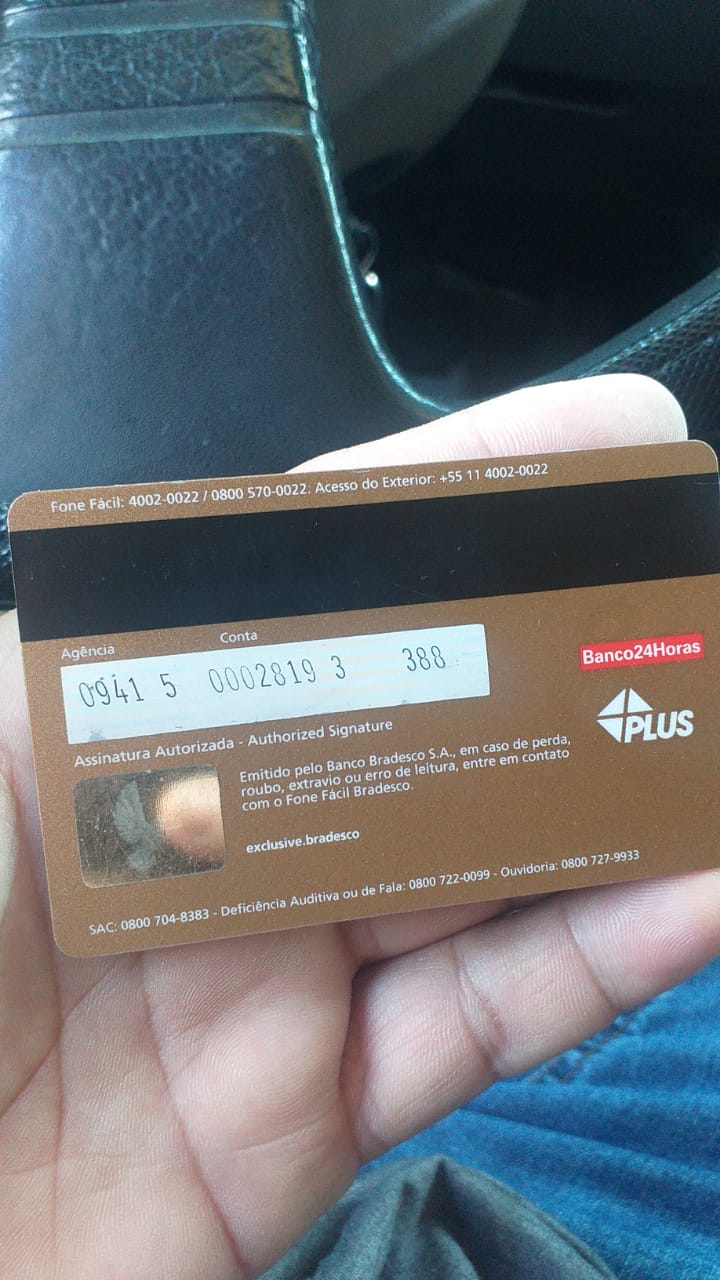 Fone Fácil: 4002-0022 / 0800 570-0022. Acesso do Exterior: +55 11 4002-0022
Agência Conta
0941 5 0002819 3 388
Assinatura Autorizada - Authorized Signature
Banco24Horas
PLUS
Emitido pelo Banco Bradesco S.A., em caso de perda,
roubo, extravio ou erro de leitura, entre em contato
com o Fone Fácil Bradesco.
exclusive.bradesco
SAC: 0800 704-8383 - Deficiência Auditiva ou de Fala: 0800 722-0099 - Ouvidoria: 0800 727-9933